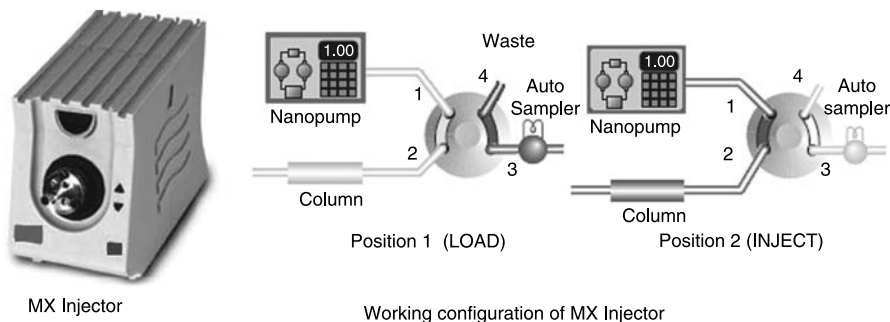 Waste
1.00
4
Auto
Sampler
1
Nanopump
2
3
Column
Position 1 (LOAD)
1.00
4
Auto
sampler
1
Nanopump
2
3
Column
Position 2 (INJECT)
MX Injector
Working configuration of MX Injector